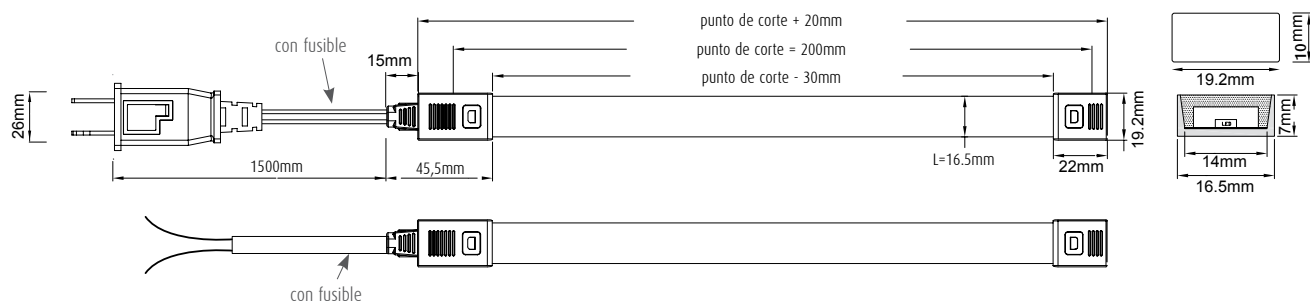 punto de corte + 20mm
punto de corte = 200mm
punto de corte - 30mm
con fusible
15mm
26mm
1500mm
45,5mm
L=16.5mm
22mm
19.2mm
10mm
19.2mm
LED
7mm
14mm
16.5mm
con fusible